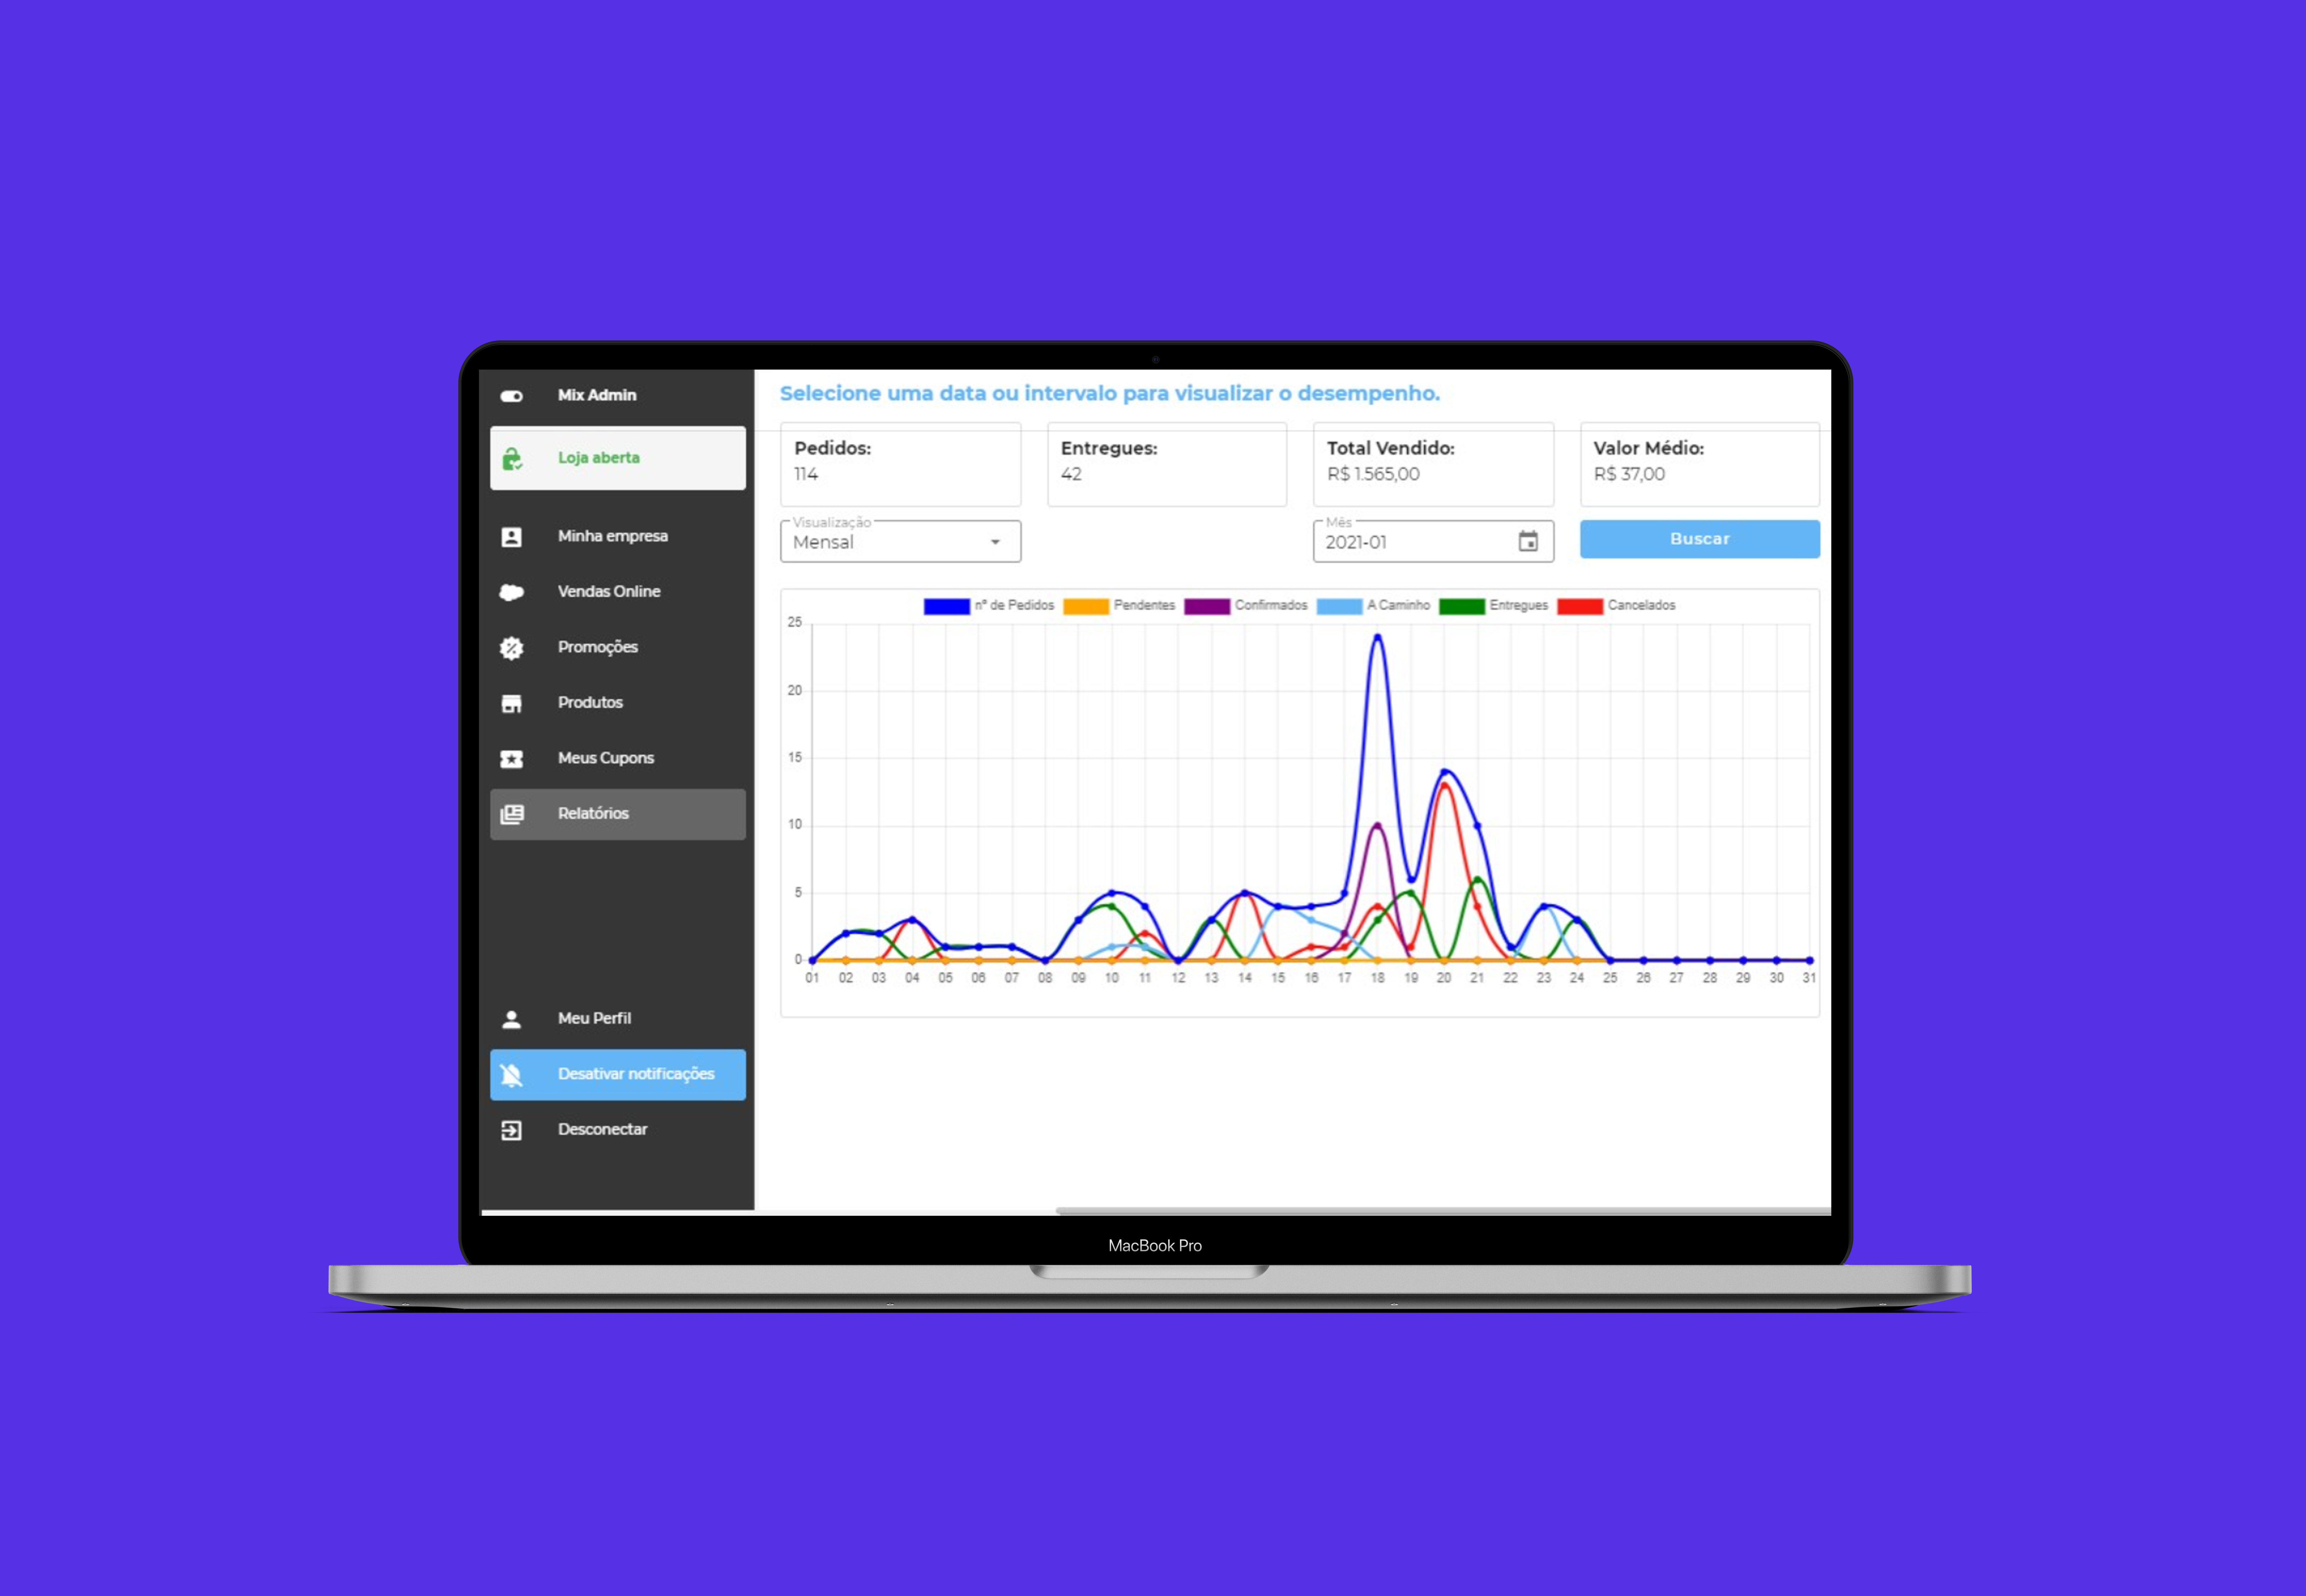 Mix Admin
Loja aberta
Minha empresa
Vendas Online
Promoções
Produtos
Meus Cupons
Relatórios
Meu Perfil
Desativar notificações
Desconectar
Selecione uma data ou intervalo para visualizar o desempenho.
Pedidos:
114
Entregues:
42
Total Vendido:
R$ 1.565,00
Valor Médio:
R$ 37,00
Visualização
Mensal
Mês
2021-01
Buscar
nº de Pedidos Pendentes Confirmados A Caminho Entregues Cancelados
25
20
15
10
5
0
01 02 03 04 05 06 07 08 09 10 11 12 13 14 15 16 17 18 19 20 21 22 23 24 25 26 27 28 29 30 31
MacBook Pro